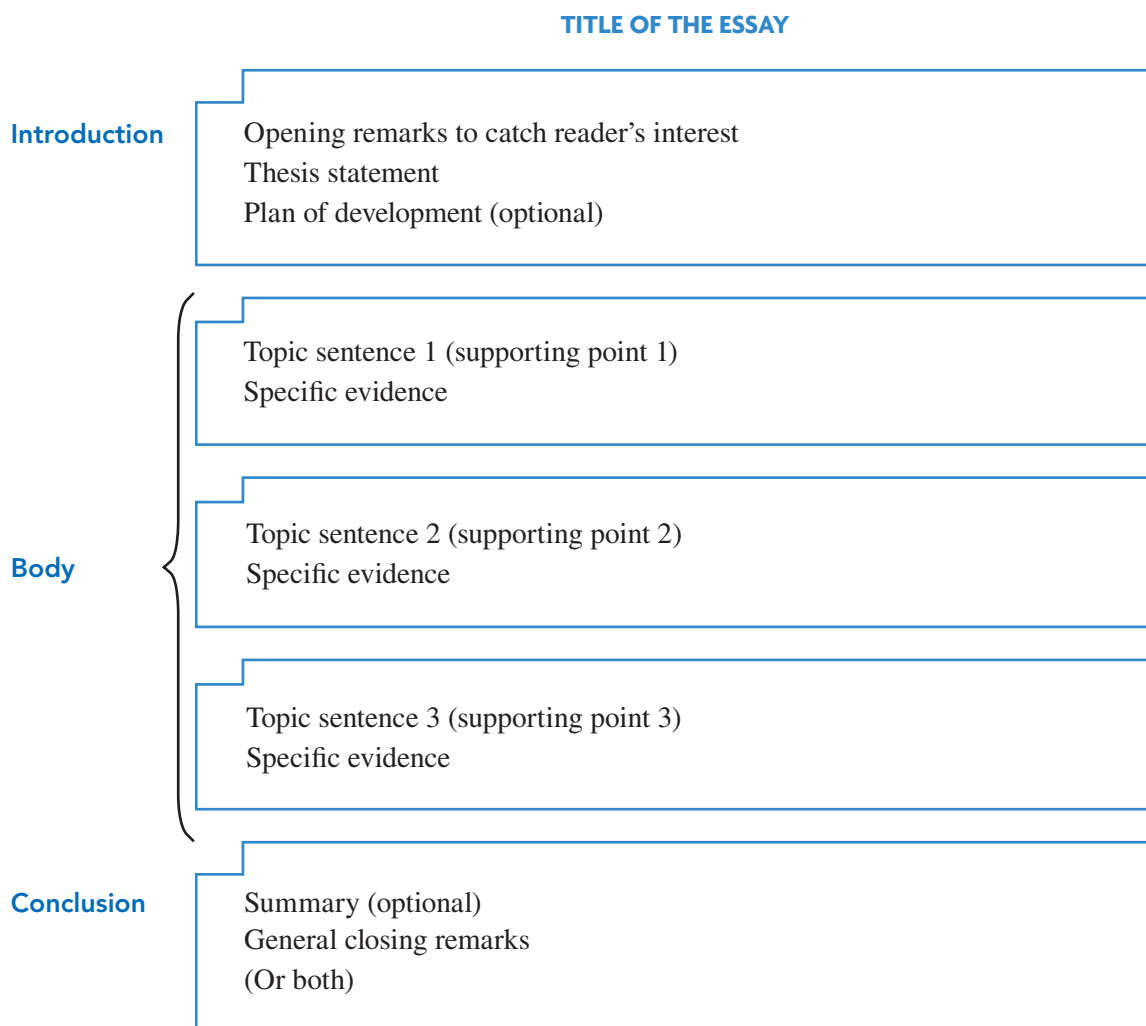 TITLE OF THE ESSAY
Introduction
Opening remarks to catch reader’s interest
Thesis statement
Plan of development (optional)
Topic sentence 1 (supporting point 1)
Specific evidence
Body
Topic sentence 2 (supporting point 2)
Specific evidence
Topic sentence 3 (supporting point 3)
Specific evidence
Conclusion
Summary (optional)
General closing remarks
(Or both)